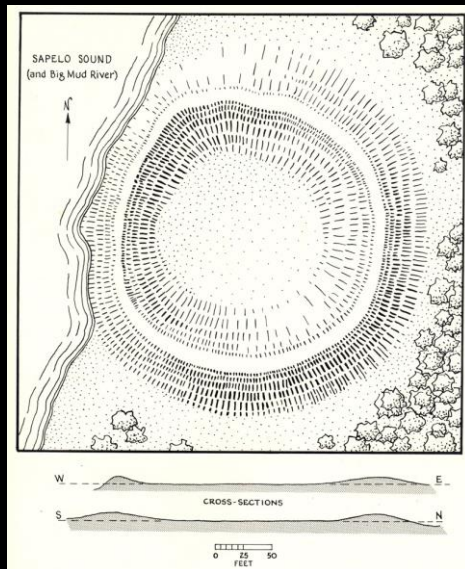 SAPELO SOUND
(and Big Mud River)
N
W E
CROSS-SECTIONS
S N
0 25 50
FEET